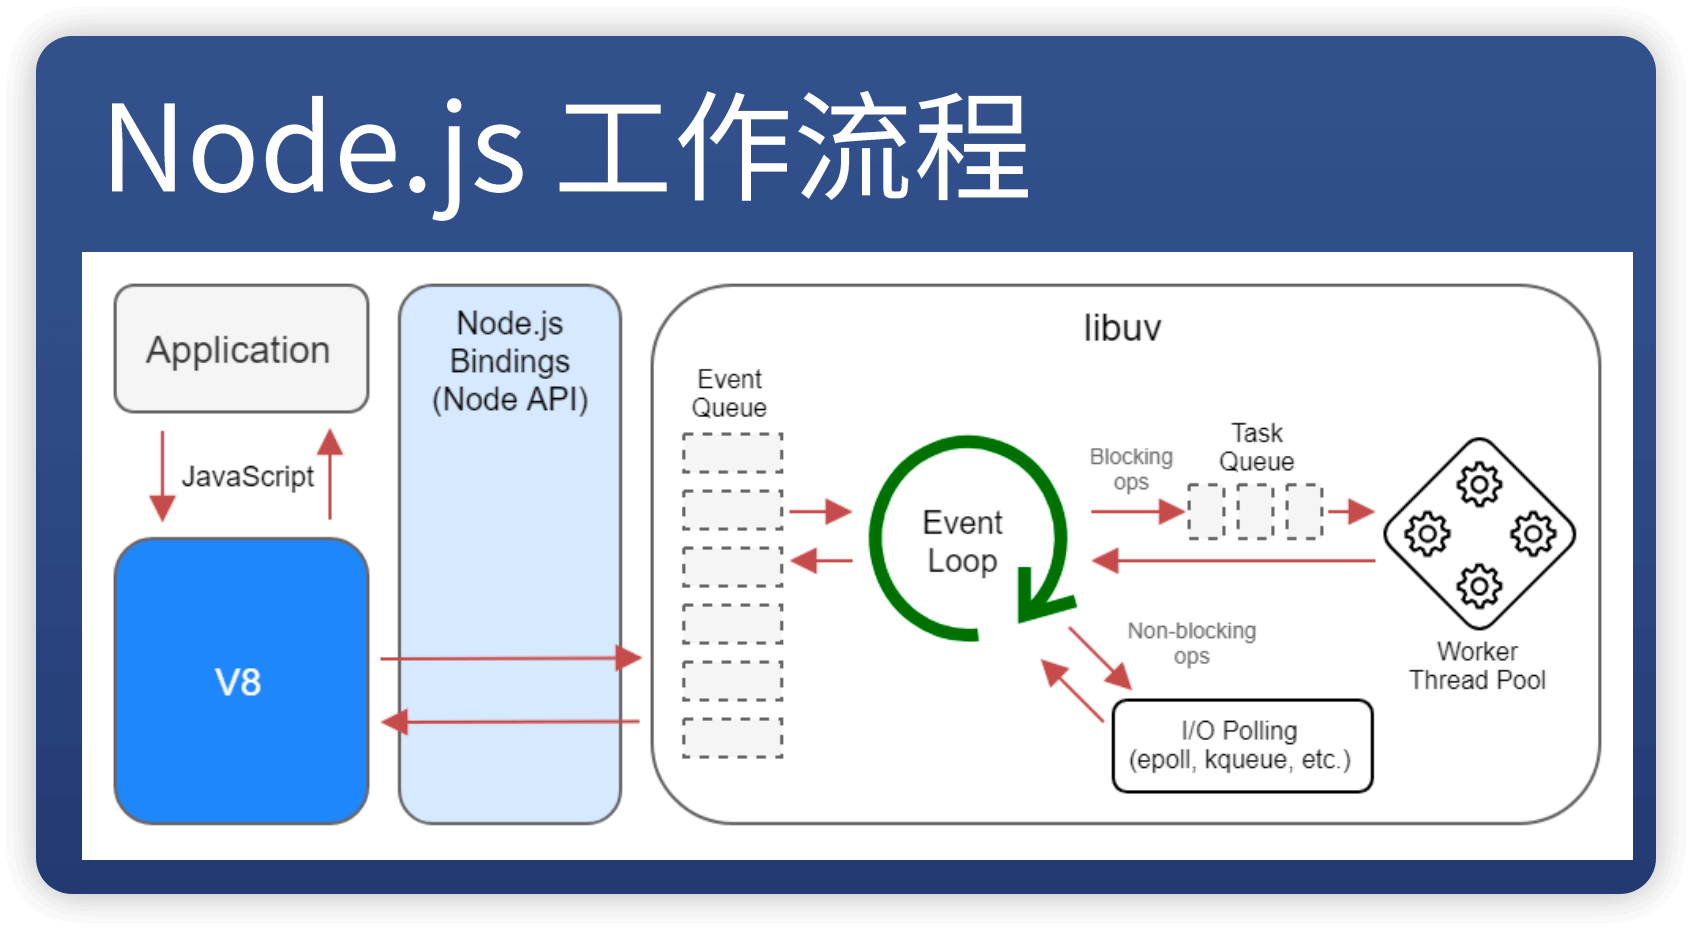 Node.js 工作流程
Application
JavaScript
V8
Node.js
Bindings
(Node API)
libuv
Event
Queue
Event
Loop
Blocking
ops
Task
Queue
Worker
Thread Pool
Non-blocking
ops
I/O Polling
(epoll, kqueue, etc.)